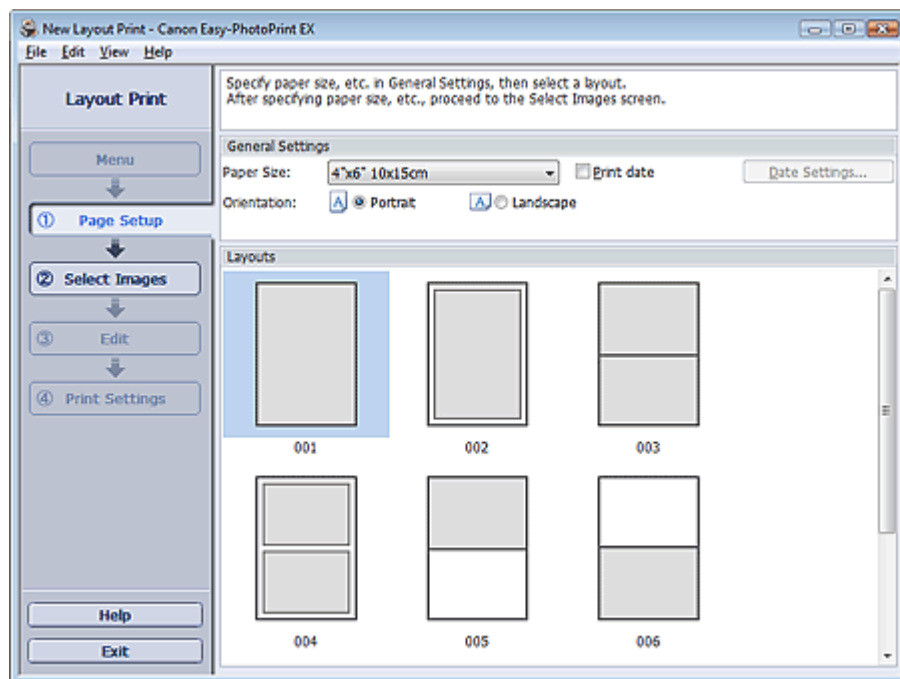 New Layout Print - Canon Easy-PhotoPrint EX
File Edit View Help
Layout Print
Menu
① Page Setup
② Select Images
③ Edit
④ Print Settings
Help
Exit
Specify paper size, etc. in General Settings, then select a layout.
After specifying paper size, etc., proceed to the Select Images screen.
General Settings
Paper Size: 4"x6" 10x15cm Print date Date Settings...
Orientation: A Portrait A Landscape
Layouts
001 002 003
004 005 006